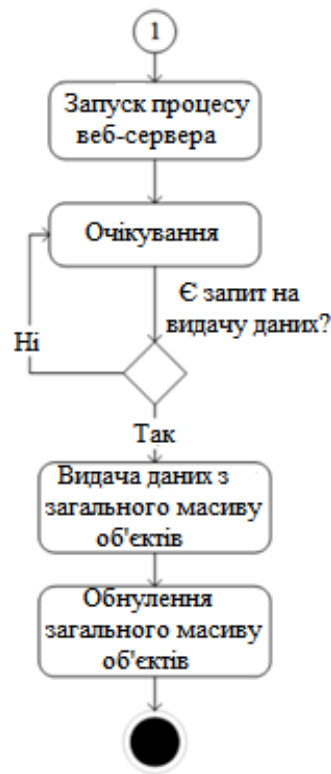 1
Запуск процесу
веб-сервера
Очікування
Є запит на
видачу даних?
Ні
Так
Видача даних з
загального масиву
об'єктів
Обнулення
загального масиву
об'єктів